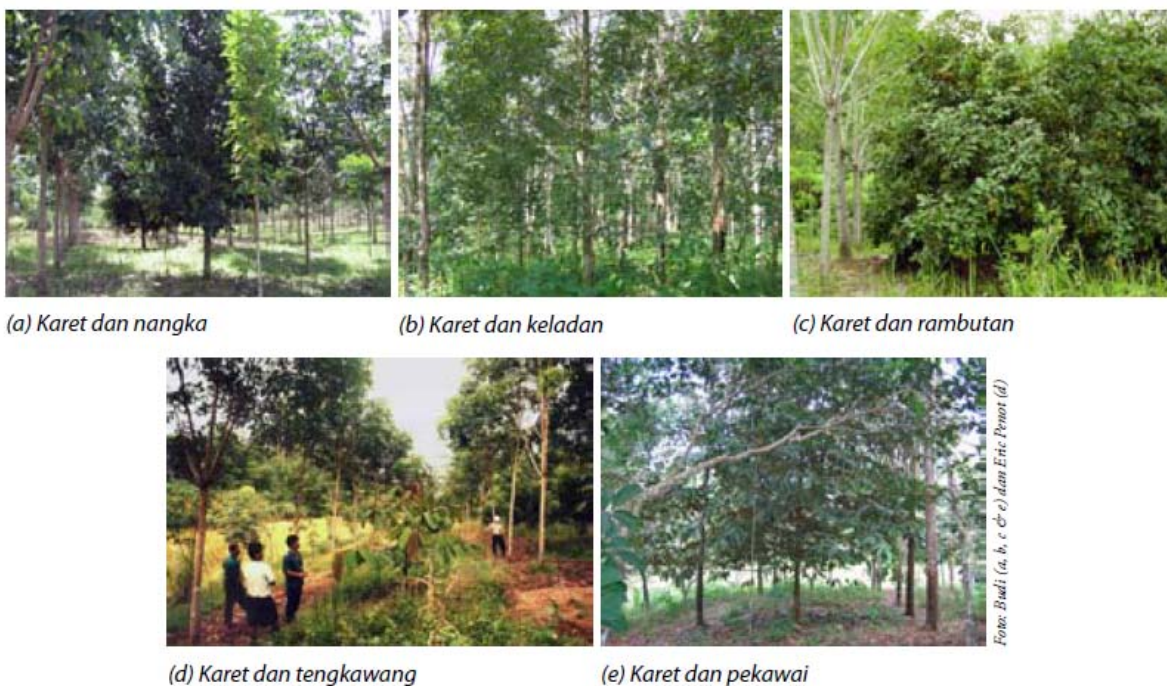 (a) Karet dan nangka
(b) Karet dan keladan
(c) Karet dan rambutan
(d) Karet dan tengkawang
(e) Karet dan pekawai
Foto: Budi (a, b, c & e) dan Eric Penot (d)